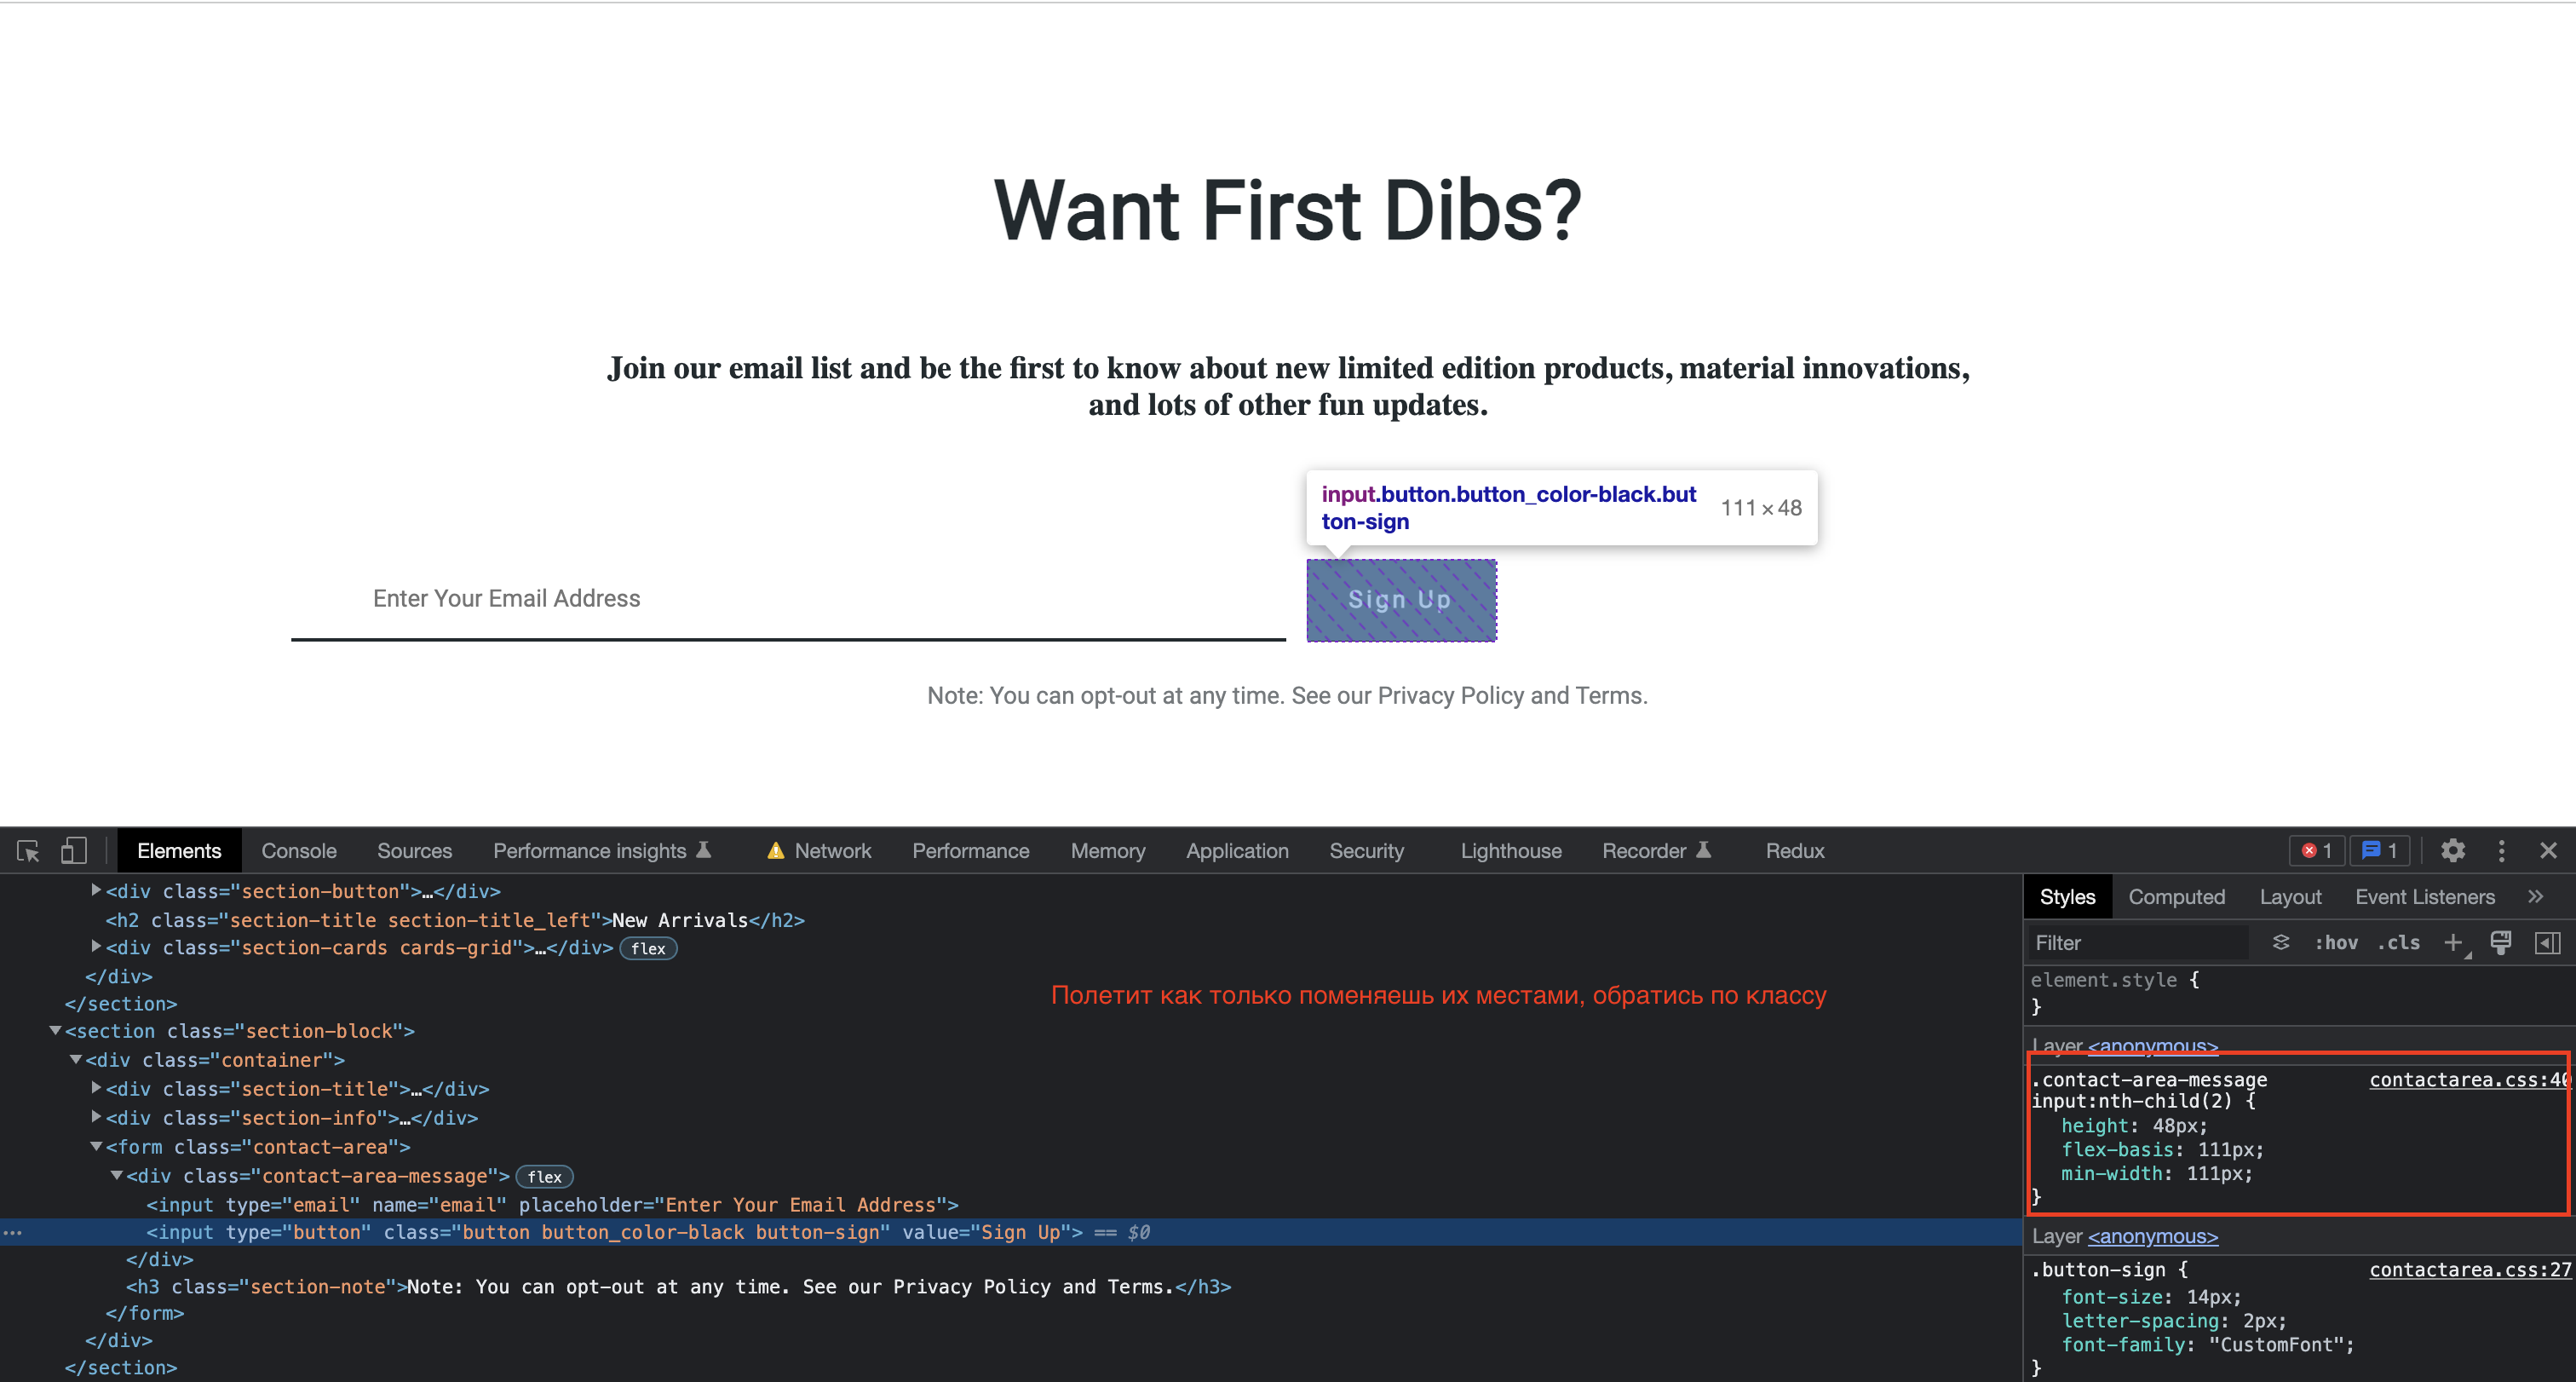 Want First Dibs?
Join our email list and be the first to know about new limited edition products, material innovations,
and lots of other fun updates.
input.button.button_color-black.but
ton-sign
111 × 48
Enter Your Email Address
Sign Up
Note: You can opt-out at any time. See our Privacy Policy and Terms.
Elements Console Sources Performance insights Network Performance Memory Application Security Lighthouse Recorder Redux 1 1
<div class="section-button">…</div>
<h2 class="section-title section-title_left">New Arrivals</h2>
<div class="section-cards cards-grid">…</div> flex
</div>
</section>
<section class="section-block">
<div class="container">
<div class="section-title">…</div>
<div class="section-info">…</div>
<form class="contact-area">
<div class="contact-area-message"> flex
<input type="email" name="email" placeholder="Enter Your Email Address">
… <input type="button" class="button button_color-black button-sign" value="Sign Up"> == $0
</div>
<h3 class="section-note">Note: You can opt-out at any time. See our Privacy Policy and Terms.</h3>
</form>
</div>
</section>
Полетит как только поменяешь их местами, обратись по классу
Styles Computed Layout Event Listeners »
Filter :hov .cls +
element.style {
}
Layer <anonymous>
.contact-area-message contactarea.css:40
input:nth-child(2) {
height: 48px;
flex-basis: 111px;
min-width: 111px;
}
Layer <anonymous>
.button-sign { contactarea.css:27
font-size: 14px;
letter-spacing: 2px;
font-family: "CustomFont";
}